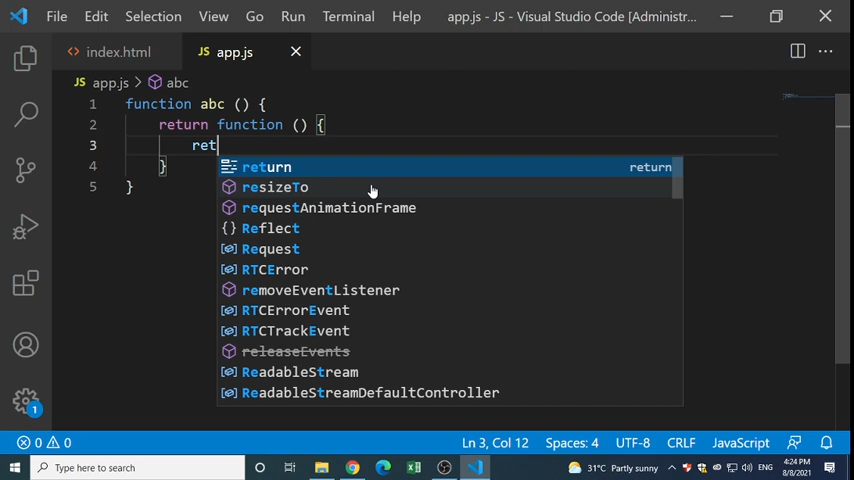 File Edit Selection View Go Run Terminal Help app.js - JS - Visual Studio Code [Administr...
<> index.html JS app.js
JS app.js > abc
1 function abc () {
2 return function () {
3 ret
4 }
5 }
return return
resizeTo
requestAnimationFrame
{} Reflect
Request
RTCError
removeEventListener
RTCErrorEvent
RTCTrackEvent
releaseEvents
ReadableStream
ReadableStreamDefaultController
1
0 0 Ln 3, Col 12 Spaces: 4 UTF-8 CRLF JavaScript
Type here to search 31°C Partly sunny ENG 4:24 PM
8/8/2021